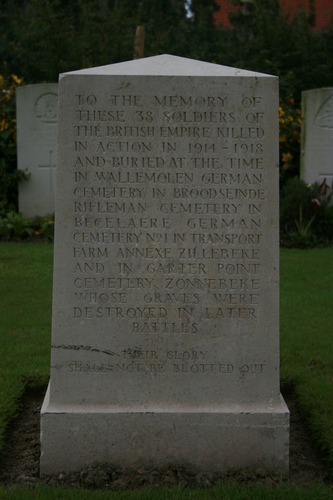 TO THE MEMORY OF
THESE 38 SOLDIERS OF
THE BRITISH EMPIRE KILLED
IN ACTION IN 1914-1918
AND BURIED AT THE TIME
IN WALLEMOLEN GERMAN
CEMETERY IN BROODSEINDE
RIFLEMAN CEMETERY IN
BECELAERE GERMAN
CEMETERY Nº1 IN TRANSPORT
FARM ANNEXE ZILLEBEKE
AND IN GARTER POINT
CEMETERY, ZONNEBEKE
WHOSE GRAVES WERE
DESTROYED IN LATER
BATTLES
THEIR GLORY
SHALL NOT BE BLOTTED OUT